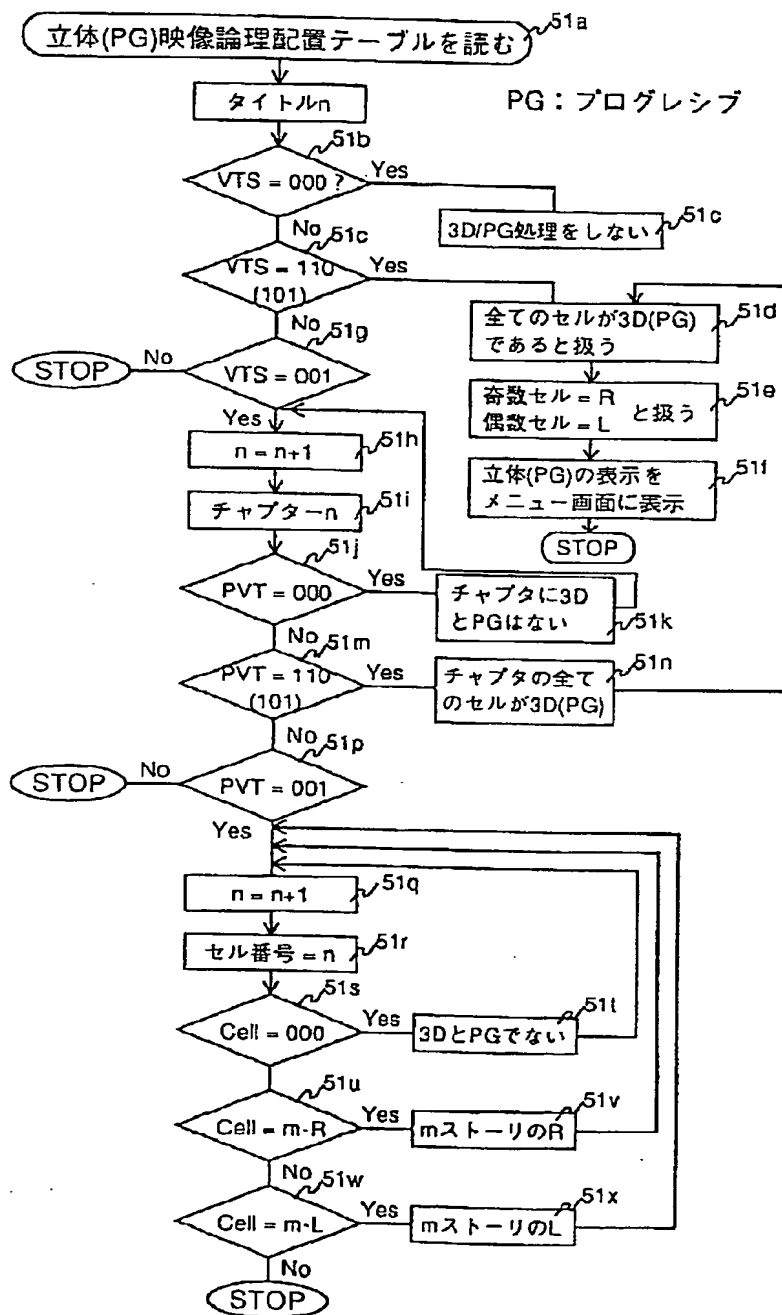 立体(PG)映像論理配置テーブルを読む
51a
タイトルn
PG：プログレシブ
51b
VTS = 000 ?
Yes
No
3D/PG処理をしない
51c
51c
VTS = 110
(101)
Yes
No
全てのセルが3D(PG)
であると扱う
51d
51g
VTS = 001
No
STOP
Yes
奇数セル = R
偶数セル = L
と扱う
51e
n = n+1
51h
立体(PG)の表示を
メニュー画面に表示
51f
STOP
チャプターn
51i
51j
PVT = 000
Yes
No
チャプタに3D
とPGはない
51k
51m
PVT = 110
(101)
Yes
No
チャプタの全て
のセルが3D(PG)
51n
51p
PVT = 001
No
STOP
Yes
n = n+1
51q
セル番号 = n
51r
51s
Cell = 000
Yes
3DとPGでない
51t
51u
Cell = m-R
Yes
No
mストーリのR
51v
51w
Cell = m-L
Yes
mストーリのL
51x
No
STOP